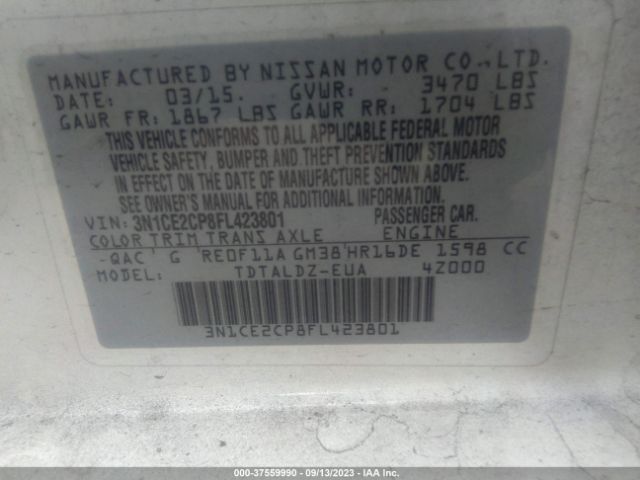 MANUFACTURED BY NISSAN MOTOR CO., LTD.
DATE: 03/15. GVWR: 3470 LBS
GAWR FR: 1867 LBS GAWR RR: 1704 LBS
THIS VEHICLE CONFORMS TO ALL APPLICABLE FEDERAL MOTOR
VEHICLE SAFETY, BUMPER AND THEFT PREVENTION STANDARDS
IN EFFECT ON THE DATE OF MANUFACTURE SHOWN ABOVE.
SEE OWNER'S MANUAL FOR ADDITIONAL INFORMATION.
VIN: 3N1CE2CP8FL423801 PASSENGER CAR.
COLOR TRIM TRANS AXLE ENGINE
-QAC' G 'RE0F11A GM38'HR16DE 1598 CC
MODEL: TDTALDZ-EUA 4Z000
3N1CE2CP8FL423801
000-37559990 - 09/13/2023 - IAA Inc.